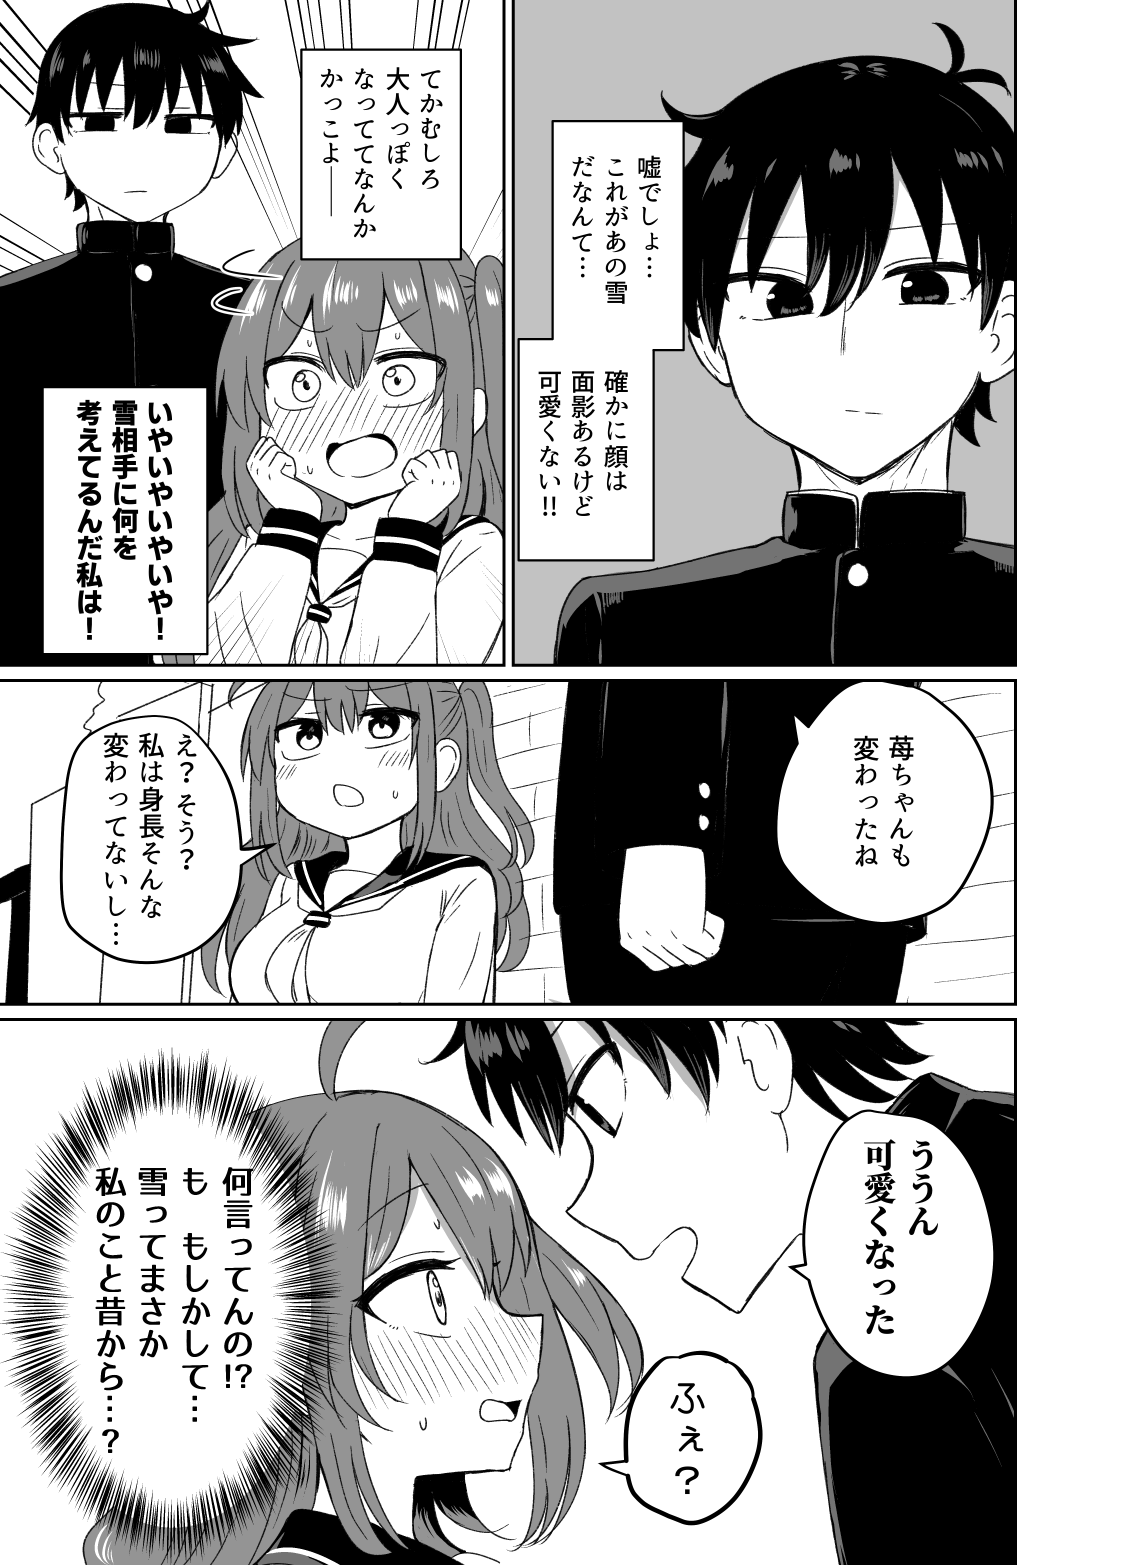 嘘でしょ…
これがあの雪
だなんて…
確かに顔は
面影あるけど
可愛くない!!
てかむしろ
大人っぽく
なっててなんか
かっこよ――
いやいやいやいや！
雪相手に何を
考えてるんだ私は！
苺ちゃんも
変わったね
え？そう？
私は身長そんな
変わってないし…
ううん
可愛くなった
ふぇ？
何言ってんの!?
も もしかして…
雪ってまさか
私のこと昔から…?